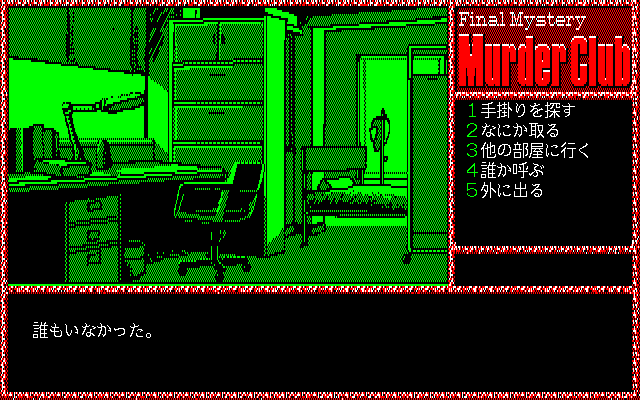 Final Mystery
Murder Club
1手掛りを探す
2なにか取る
3他の部屋に行く
4誰か呼ぶ
5外に出る
誰もいなかった。